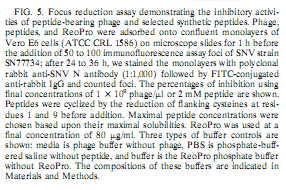 FIG. 5. Focus reduction assay demonstrating the inhibitory activi-
ties of peptide-bearing phage and selected synthetic peptides. Phage,
peptides, and ReoPro were adsorbed onto confluent monolayers of
Vero E6 cells (ATCC CRL 1586) on microscope slides for 1 h before
the addition of 50 to 100 immunofluorescence assay foci of SNV strain
SN77734; after 24 to 36 h, we stained the monolayers with polyclonal
rabbit anti-SNV N antibody (1:1,000) followed by FITC-conjugated
anti-rabbit IgG and counted foci. The percentages of inhibition using
final concentrations of 1 × 10⁹ phage/μl or 2 mM peptide are shown.
Peptides were cyclized by the reduction of flanking cysteines at resi-
dues 1 and 9 before addition. Maximal peptide concentrations were
chosen based upon their maximal solubilities. ReoPro was used at a
final concentration of 80 μg/ml. Three types of buffer controls are
shown: media is phage buffer without phage, PBS is phosphate-buff-
ered saline without peptide, and buffer is the ReoPro phosphate buffer
without ReoPro. The compositions of these buffers are indicated in
Materials and Methods.